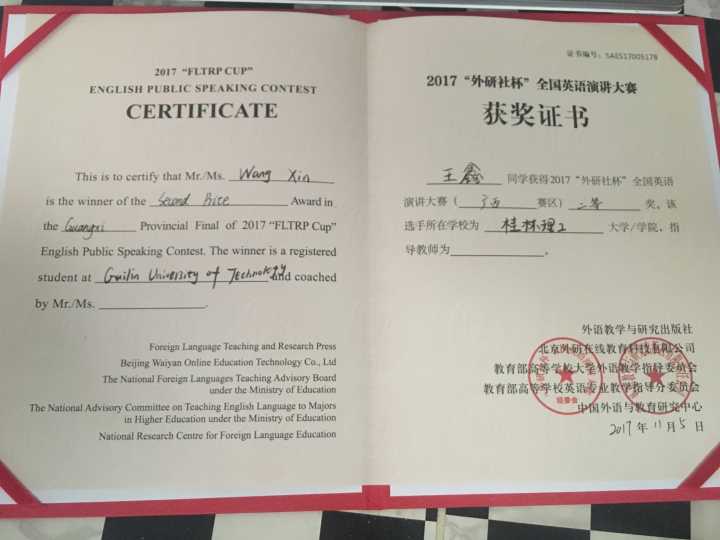 2017 “FLTRP CUP”
ENGLISH PUBLIC SPEAKING CONTEST
CERTIFICATE
This is to certify that Mr./Ms. Wang Xin
is the winner of the Second Price Award in
the Guangxi Provincial Final of 2017 “FLTRP Cup”
English Public Speaking Contest. The winner is a registered
student at Guilin University of Technology and coached
by Mr./Ms.
Foreign Language Teaching and Research Press
Beijing Waiyan Online Education Technology Co., Ltd
The National Foreign Languages Teaching Advisory Board
under the Ministry of Education
The National Advisory Committee on Teaching English Language to Majors
in Higher Education under the Ministry of Education
National Research Centre for Foreign Language Education
证书编号：SAES17005178
2017 “外研社杯” 全国英语演讲大赛
获奖证书
王鑫 同学获得2017 “外研社杯” 全国英语
演讲大赛（广西 赛区）二等 奖。该
选手所在学校为 桂林理工 大学/学院，指
导教师为 。
外语教学与研究出版社
北京外研在线教育科技有限公司
教育部高等学校大学外语教学指导委员会
教育部高等学校英语专业教学指导分委员会
中国外语与教育研究中心
2017 年 11 月 5 日
组委会